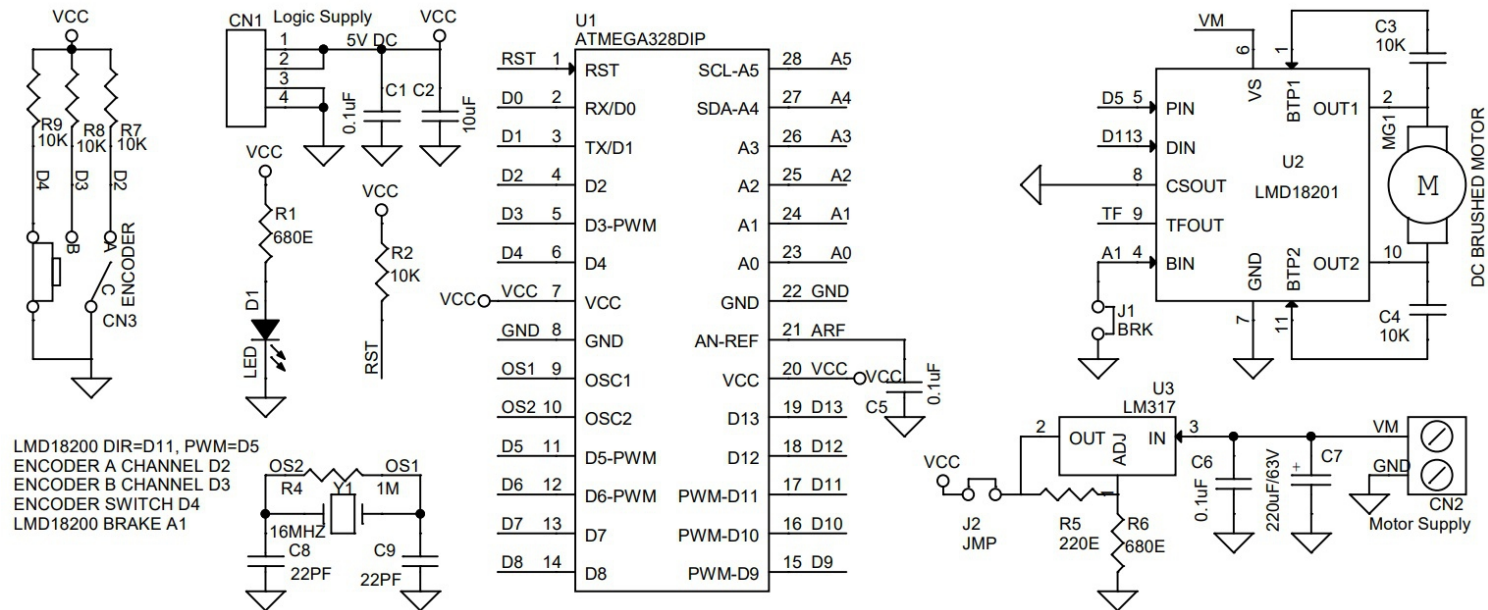 VCC
R9
10K
R8
10K
R7
10K
D4
D3
D2
B
A
C
ENCODER
CN3
CN1
Logic Supply
VCC
1
2
3
4
5V DC
C1
0.1uF
C2
10uF
VCC
R1
680E
D1
LED
VCC
R2
10K
RST
LMD18200 DIR=D11, PWM=D5
ENCODER A CHANNEL D2
ENCODER B CHANNEL D3
ENCODER SWITCH D4
LMD18200 BRAKE A1
OS2
OS1
R4
1M
Y1
16MHZ
C8
22PF
C9
22PF
U1
ATMEGA328DIP
RST 1 RST
D0 2 RX/D0
D1 3 TX/D1
D2 4 D2
D3 5 D3-PWM
D4 6 D4
VCC VCC 7 VCC
GND 8 GND
OS1 9 OSC1
OS2 10 OSC2
D5 11 D5-PWM
D6 12 D6-PWM
D7 13 D7
D8 14 D8
SCL-A5 28 A5
SDA-A4 27 A4
A3 26 A3
A2 25 A2
A1 24 A1
A0 23 A0
GND 22 GND
AN-REF 21 ARF
VCC 20 VCC VCC
D13 19 D13
D12 18 D12
PWM-D11 17 D11
PWM-D10 16 D10
PWM-D9 15 D9
C5
0.1uF
VM
6
1
C3
10K
VS
BTP1
D5 5 PIN
D113 DIN
8 CSOUT
TF 9 TFOUT
A1 4 BIN
OUT1 2
U2
LMD18201
OUT2 10
GND
BTP2
7
11
MG1
M
DC BRUSHED MOTOR
C4
10K
J1
BRK
U3
LM317
2 OUT
ADJ
IN 3
VM
VCC
J2
JMP
R5
220E
R6
680E
C6
0.1uF
C7
+
220uF/63V
GND
CN2
Motor Supply